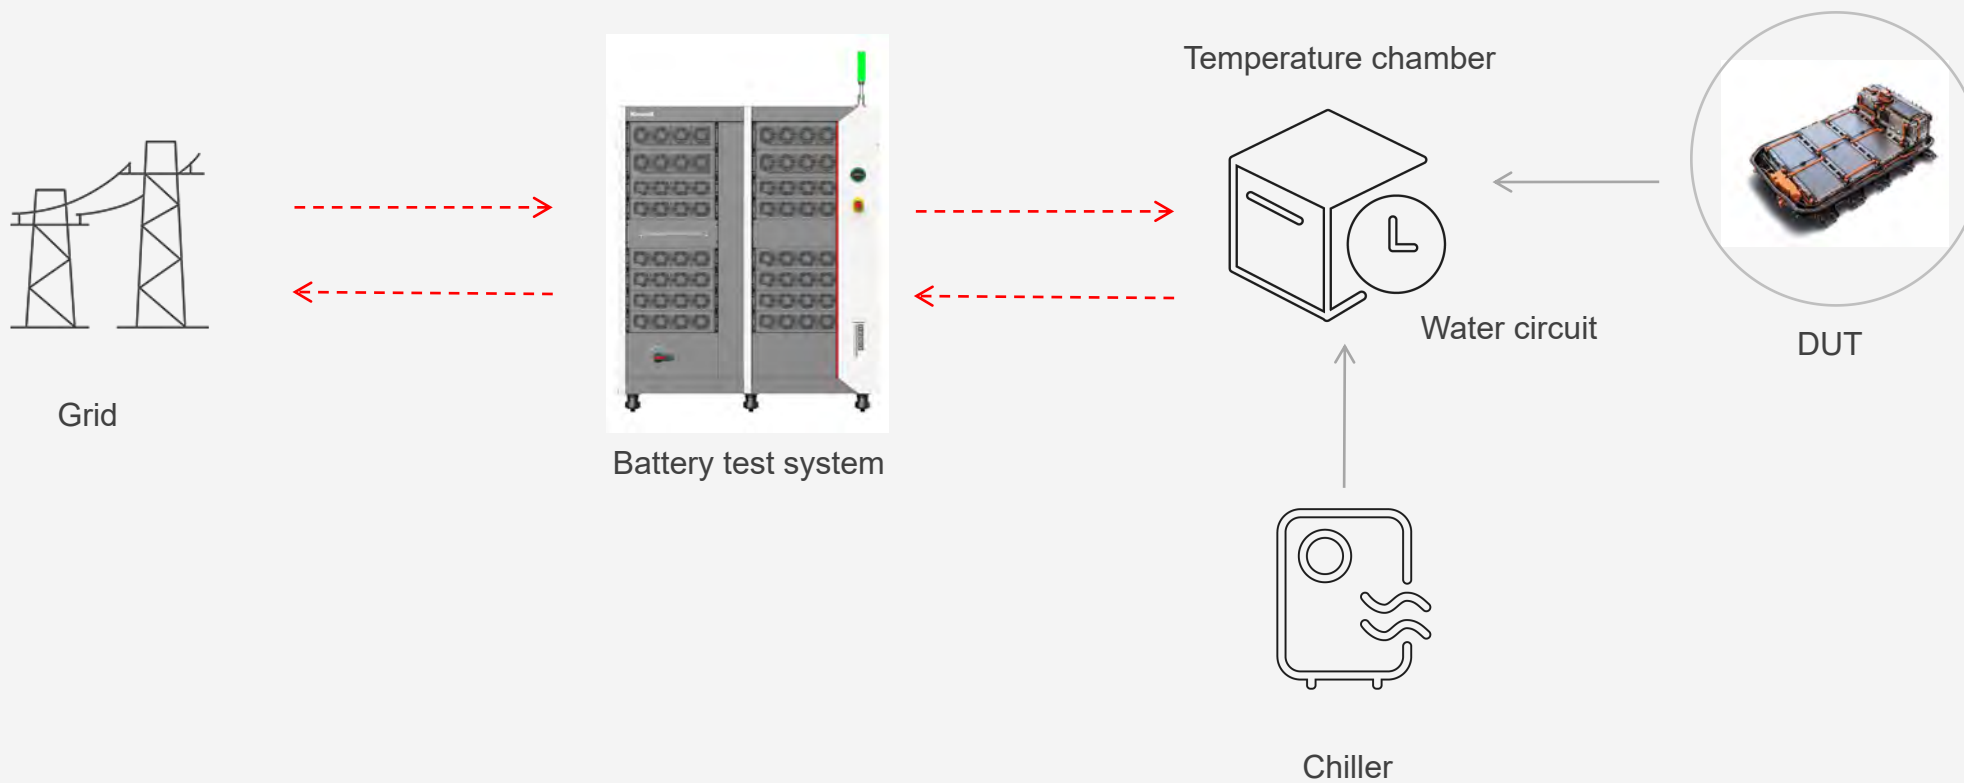 Temperature chamber
Water circuit
DUT
Grid
Battery test system
Chiller